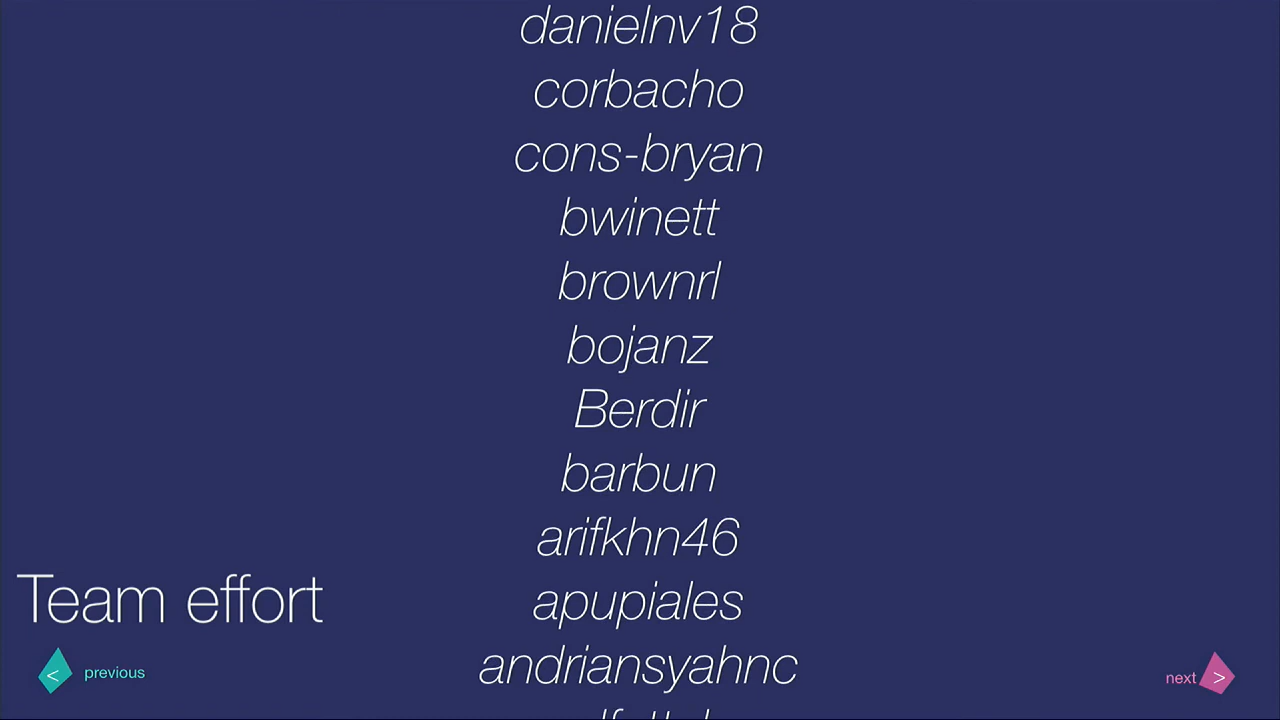 danielnv18
corbacho
cons-bryan
bwinett
brownrl
bojanz
Berdir
barbun
arifkhn46
apupiales
andriansyahnc
Team effort
< previous
next >